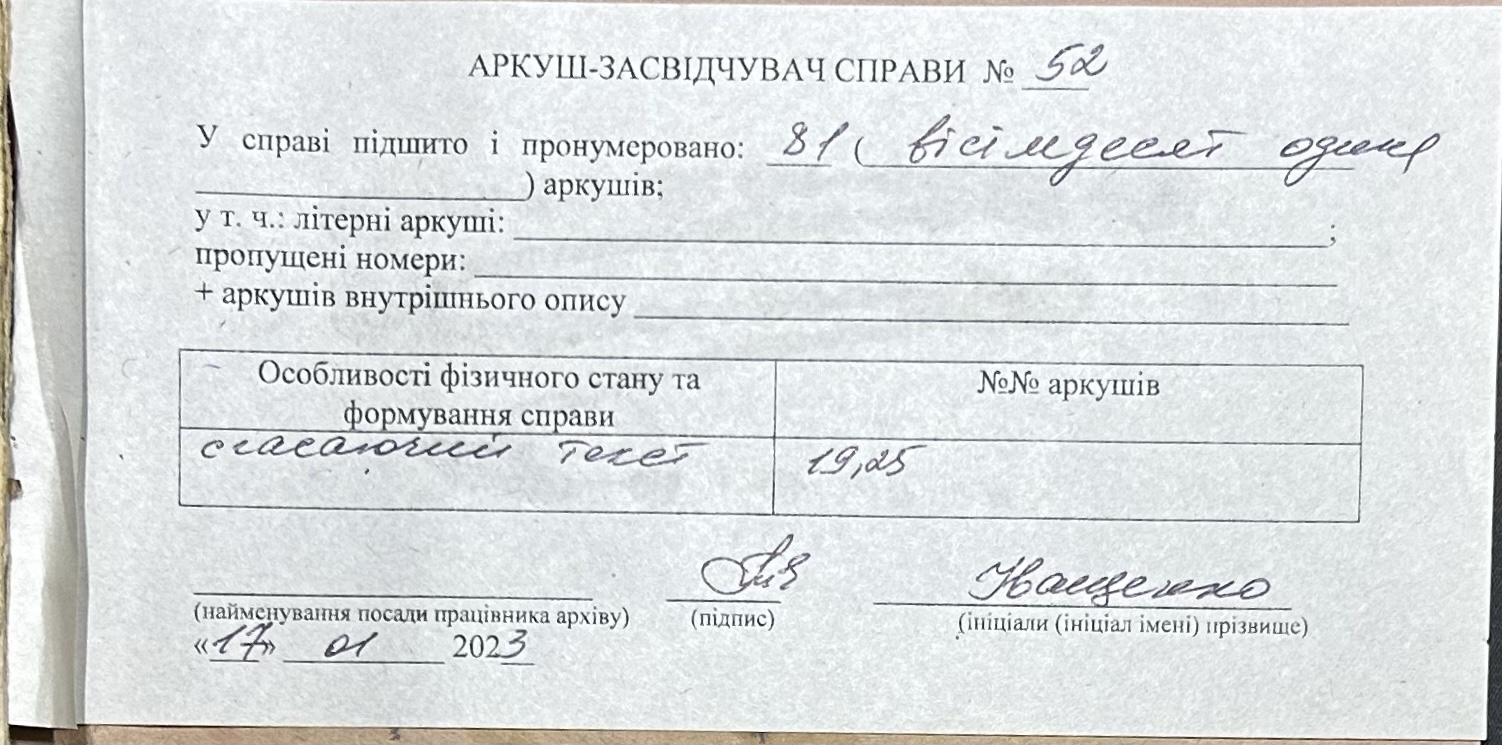 АРКУШ-ЗАСВІДЧУВАЧ СПРАВИ № 52
У справі підшито і пронумеровано: 81 ( вісімдесят один
) аркушів;
у т. ч.: літерні аркуші: ;
пропущені номери:
+ аркушів внутрішнього опису
Особливості фізичного стану та
формування справи
№№ аркушів
згасаючий текст
19,25
(найменування посади працівника архіву) (підпис) (ініціали (ініціал імені) прізвище)
«17» 01 2023